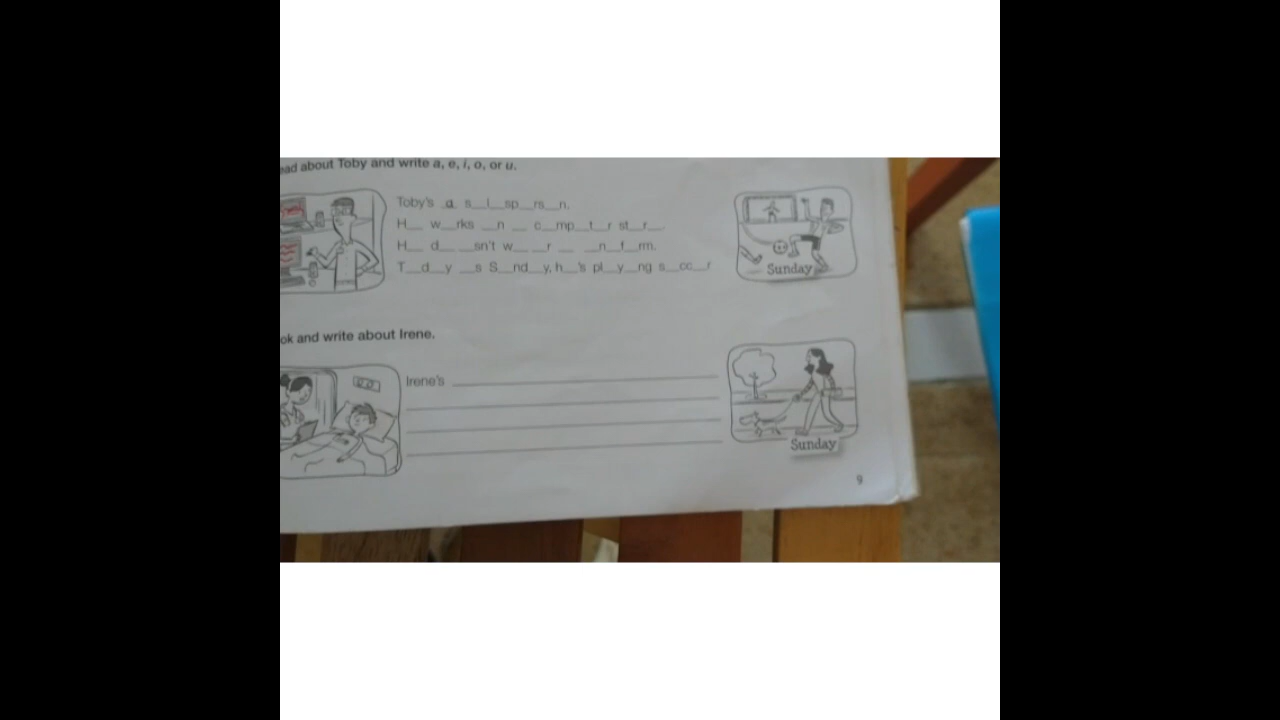 ead about Toby and write a, e, i, o, or u.
Toby's a s__l__sp__rs__n.
H__ w__rks __n __ c__mp__t__r st__r__
H__ d__ __sn't w__ __r __ __n__f__rm.
T__d__y __s S__nd__y, h__'s pl__y__ng s__cc__r
Sunday
ok and write about Irene.
Irene's
Sunday
9